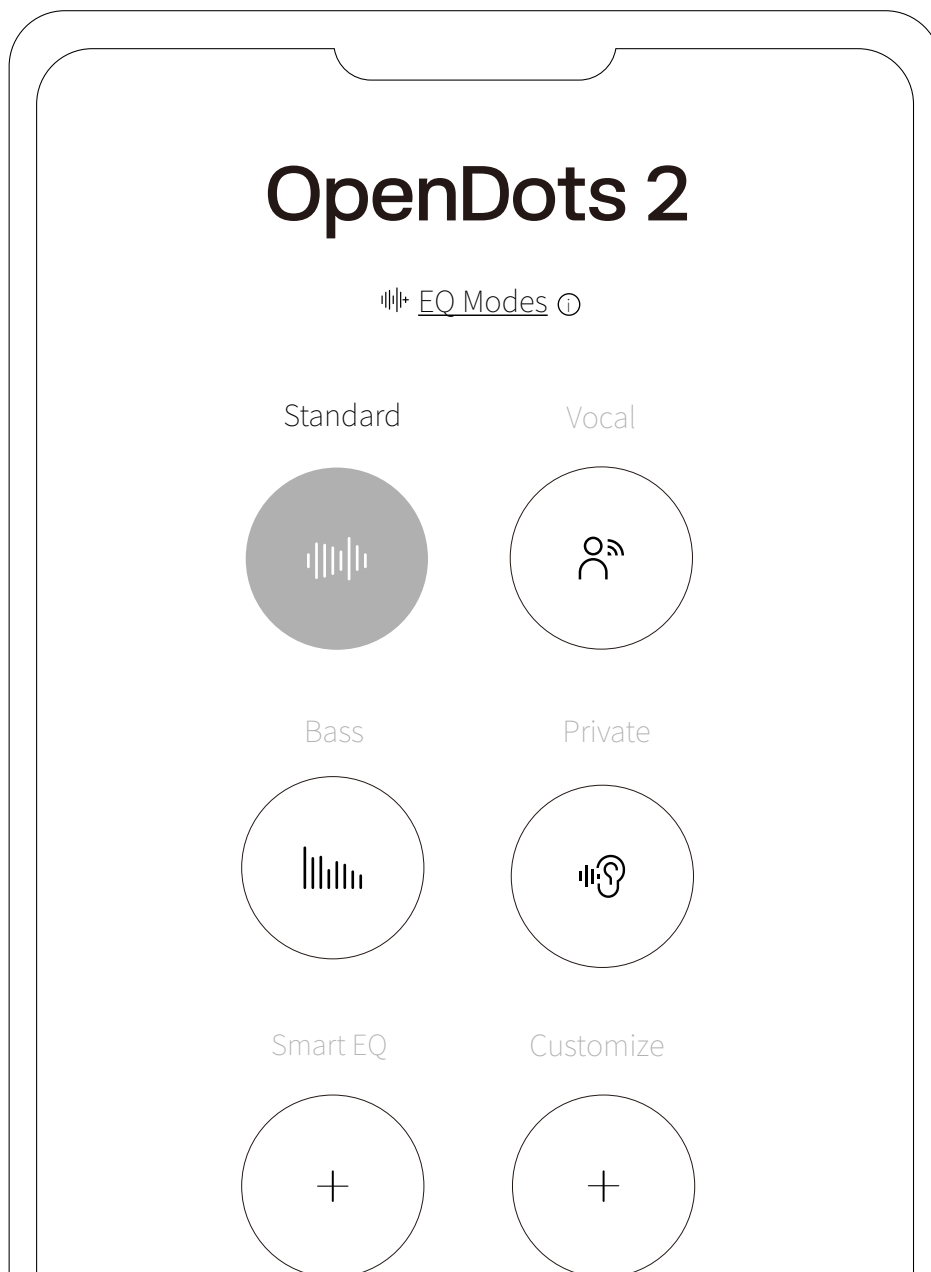 OpenDots 2
EQ Modes
Standard
Vocal
Bass
Private
Smart EQ
Customize